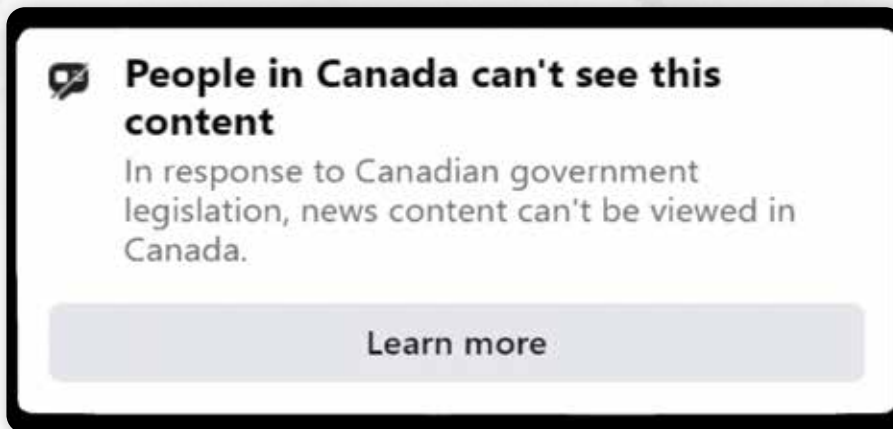 People in Canada can't see this
content
In response to Canadian government
legislation, news content can't be viewed in
Canada.
Learn more